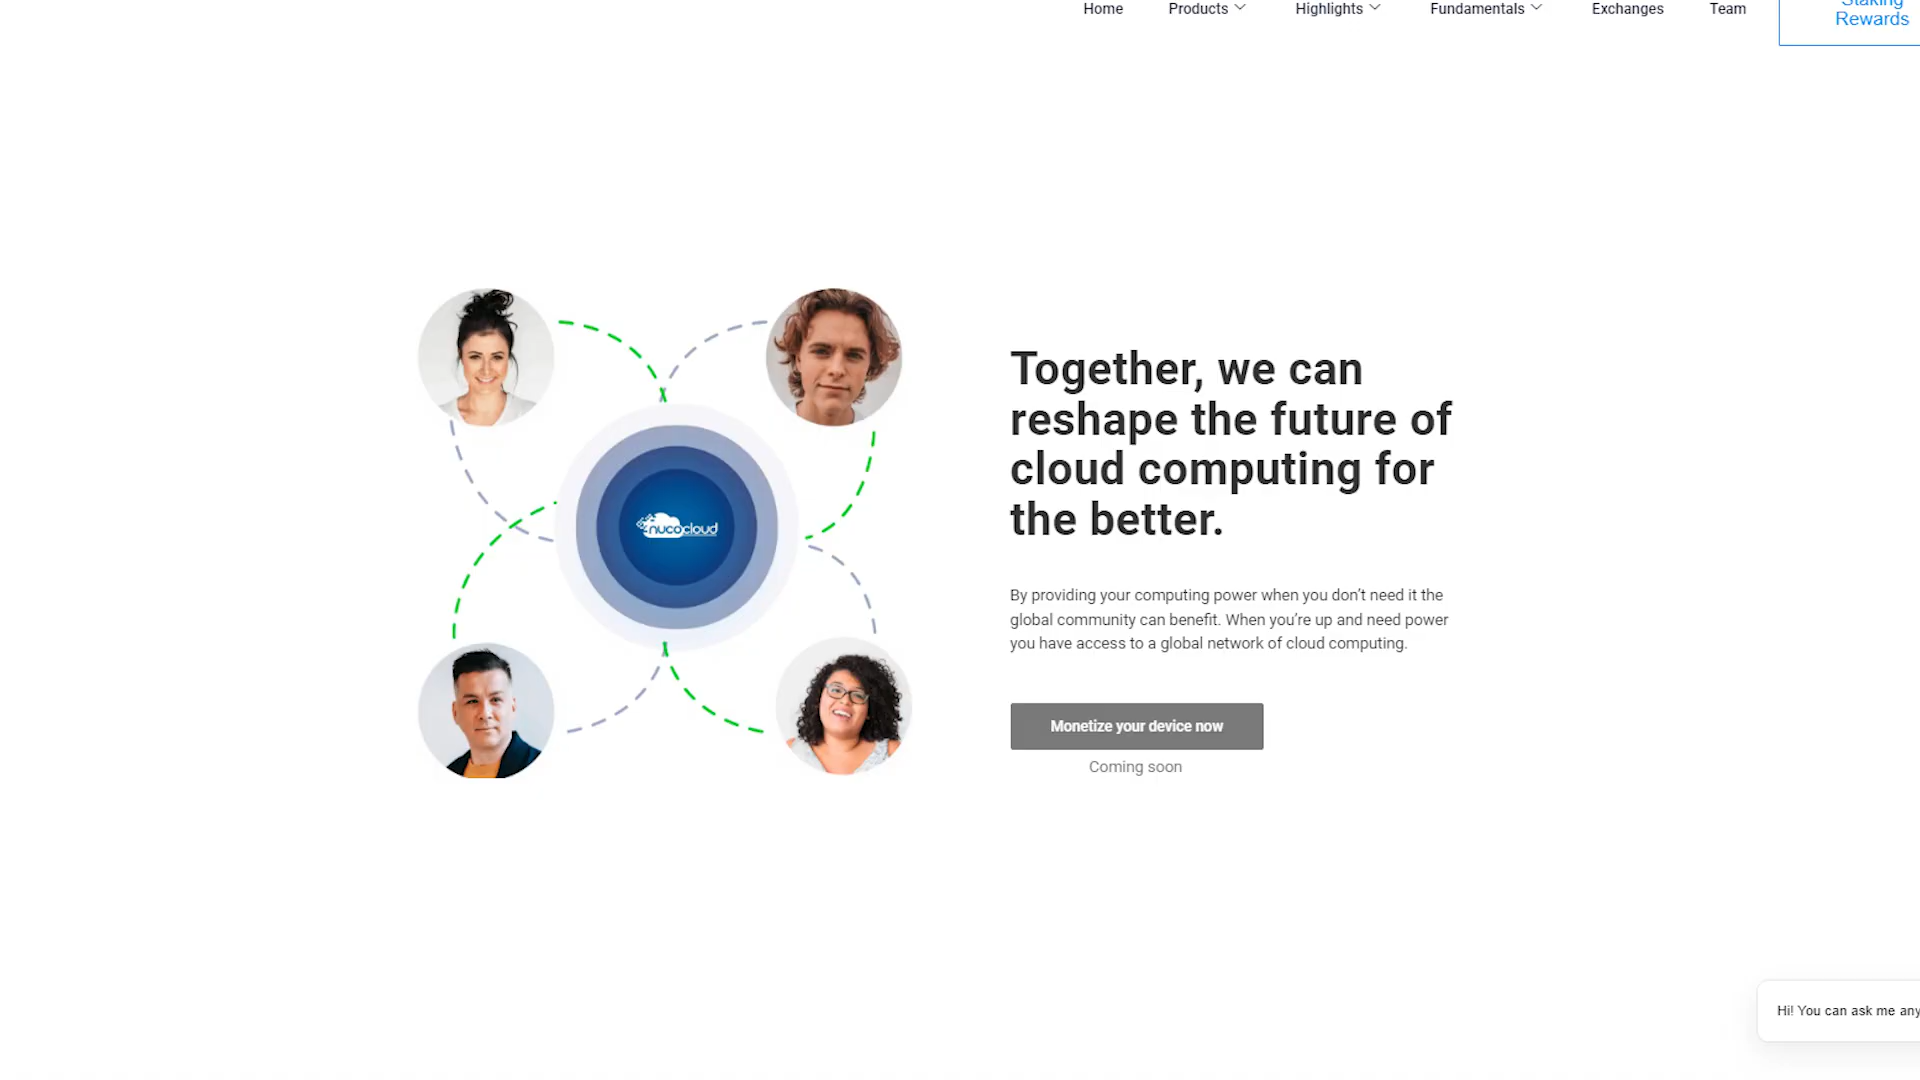 Home Products Highlights Fundamentals Exchanges Team Staking
Rewards
Together, we can
reshape the future of
cloud computing for
the better.
nucocloud
By providing your computing power when you don't need it the
global community can benefit. When you're up and need power
you have access to a global network of cloud computing.
Monetize your device now
Coming soon
Hi! You can ask me any